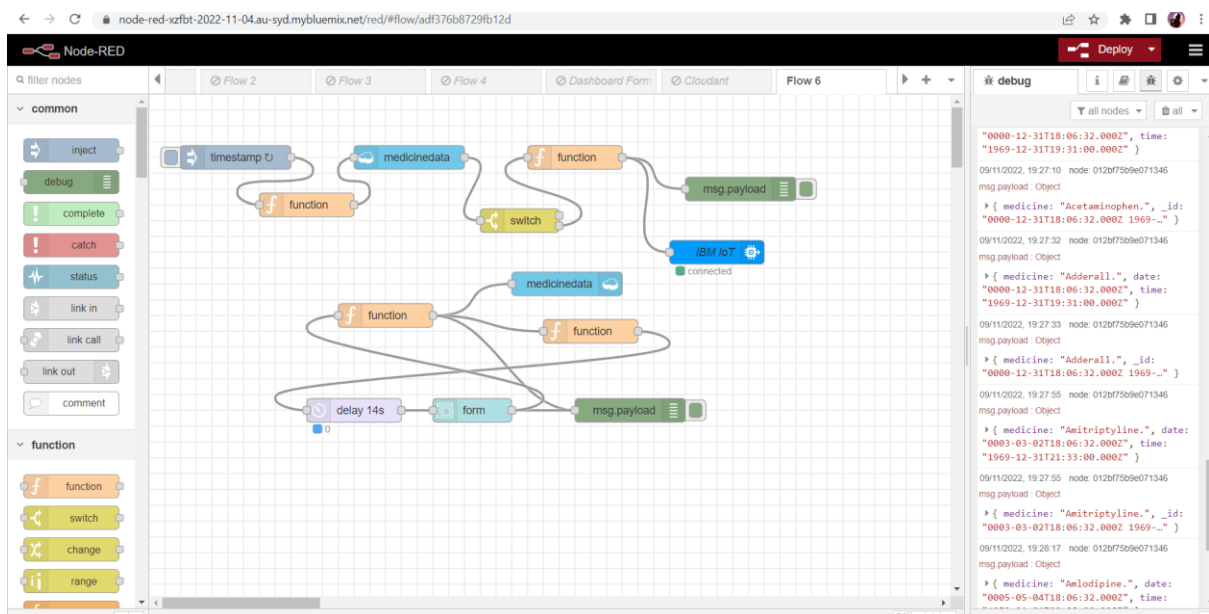 node-red-xzfbt-2022-11-04.au-syd.mybluemix.net/red/#flow/adf376b8729fb12d
Node-RED
Deploy
filter nodes
Flow 2
Flow 3
Flow 4
Dashboard Form
Cloudant
Flow 6
debug
i
all nodes
all
common
inject
debug
complete
catch
status
link in
link call
link out
comment
function
function
switch
change
range
timestamp ↻
function
medicinedata
switch
function
msg.payload
IBM IoT
connected
medicinedata
function
function
delay 14s
0
form
msg.payload
"0000-12-31T18:06:32.000Z", time:
"1969-12-31T19:31:00.000Z" }
09/11/2022, 19:27:10 node: 012bf75b9e071346
msg.payload : Object
{ medicine: "Acetaminophen.", _id:
"0000-12-31T18:06:32.000Z 1969-…" }
09/11/2022, 19:27:32 node: 012bf75b9e071346
msg.payload : Object
{ medicine: "Adderall.", date:
"0000-12-31T18:06:32.000Z", time:
"1969-12-31T19:31:00.000Z" }
09/11/2022, 19:27:33 node: 012bf75b9e071346
msg.payload : Object
{ medicine: "Adderall.", _id:
"0000-12-31T18:06:32.000Z 1969-…" }
09/11/2022, 19:27:55 node: 012bf75b9e071346
msg.payload : Object
{ medicine: "Amitriptyline.", date:
"0003-03-02T18:06:32.000Z", time:
"1969-12-31T21:33:00.000Z" }
09/11/2022, 19:27:55 node: 012bf75b9e071346
msg.payload : Object
{ medicine: "Amitriptyline.", _id:
"0003-03-02T18:06:32.000Z 1969-…" }
09/11/2022, 19:28:17 node: 012bf75b9e071346
msg.payload : Object
{ medicine: "Amlodipine.", date:
"0005-05-04T18:06:32.000Z", time: